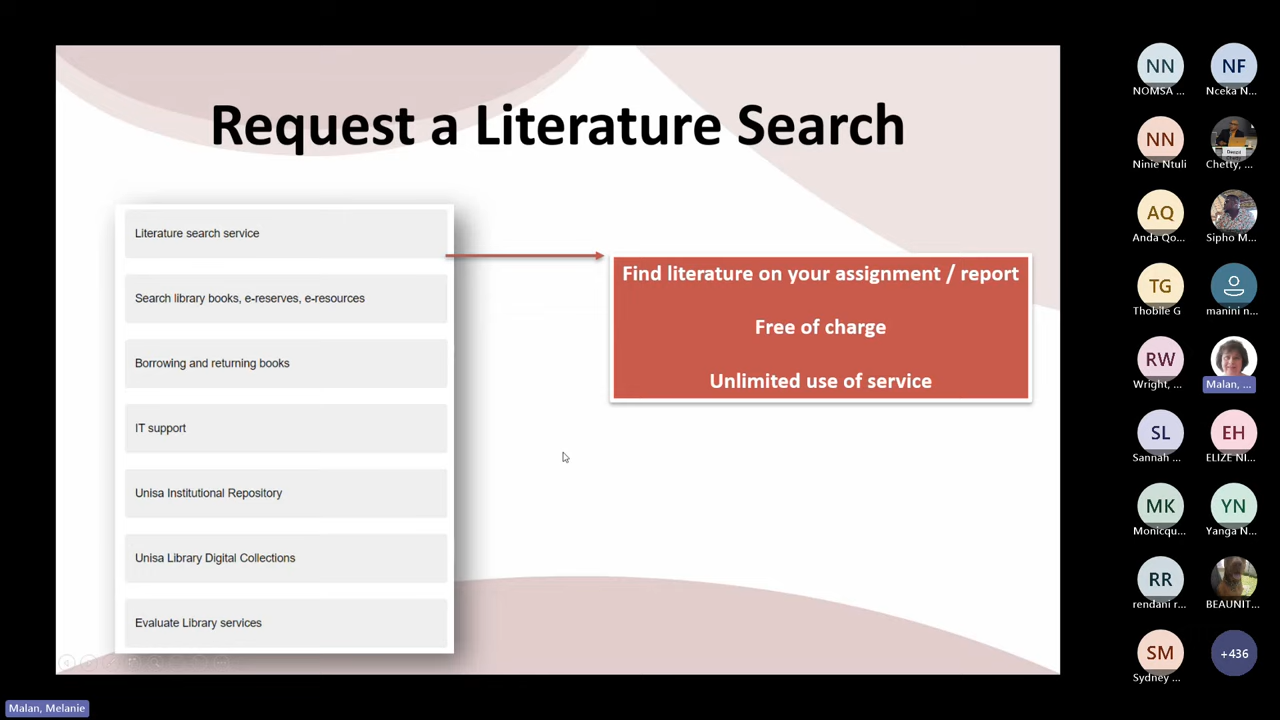 Request a Literature Search
Literature search service
Search library books, e-reserves, e-resources
Borrowing and returning books
IT support
Unisa Institutional Repository
Unisa Library Digital Collections
Evaluate Library services
Find literature on your assignment / report
Free of charge
Unlimited use of service
NN
NOMSA ...
NF
Nceka N...
NN
Ninie Ntuli
Chetty, ...
AQ
Anda Qo...
Sipho M...
TG
Thobile G
manini n...
RW
Wright, ...
Malan, ...
SL
Sannah ...
EH
ELIZE NI...
MK
Monicqu...
YN
Yanga N...
RR
rendani r...
BEAUNIT...
SM
Sydney ...
+436
Malan, Melanie